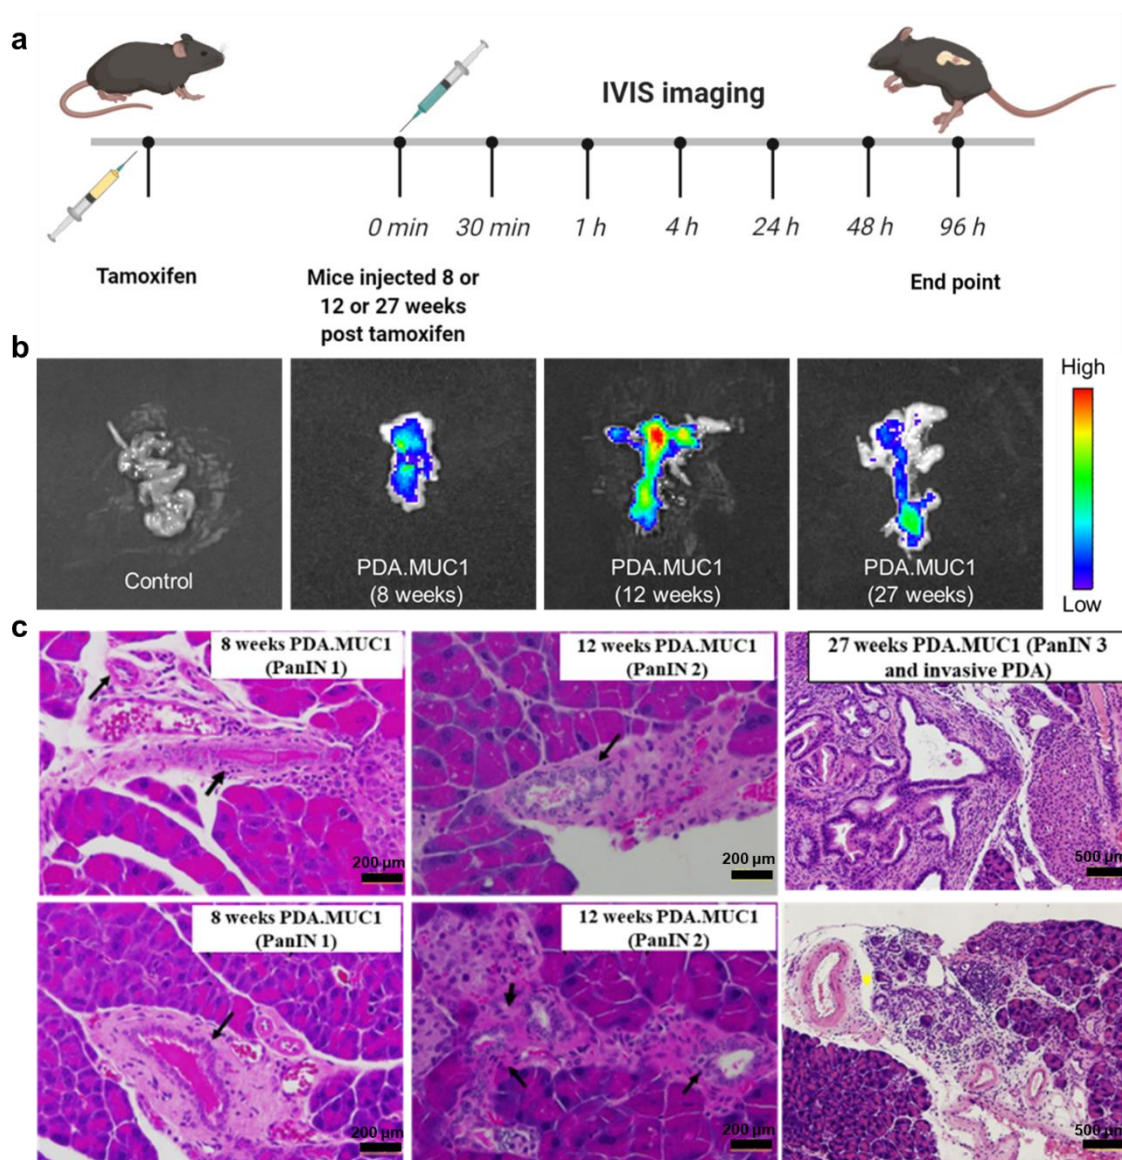 a
IVIS imaging
0 min
30 min
1 h
4 h
24 h
48 h
96 h
Tamoxifen
Mice injected 8 or
12 or 27 weeks
post tamoxifen
End point
b
Control
PDA.MUC1
(8 weeks)
PDA.MUC1
(12 weeks)
PDA.MUC1
(27 weeks)
High
Low
c
8 weeks PDA.MUC1
(PanIN 1)
200 µm
12 weeks PDA.MUC1
(PanIN 2)
200 µm
27 weeks PDA.MUC1 (PanIN 3
and invasive PDA)
500 µm
8 weeks PDA.MUC1
(PanIN 1)
200 µm
12 weeks PDA.MUC1
(PanIN 2)
200 µm
500 µm